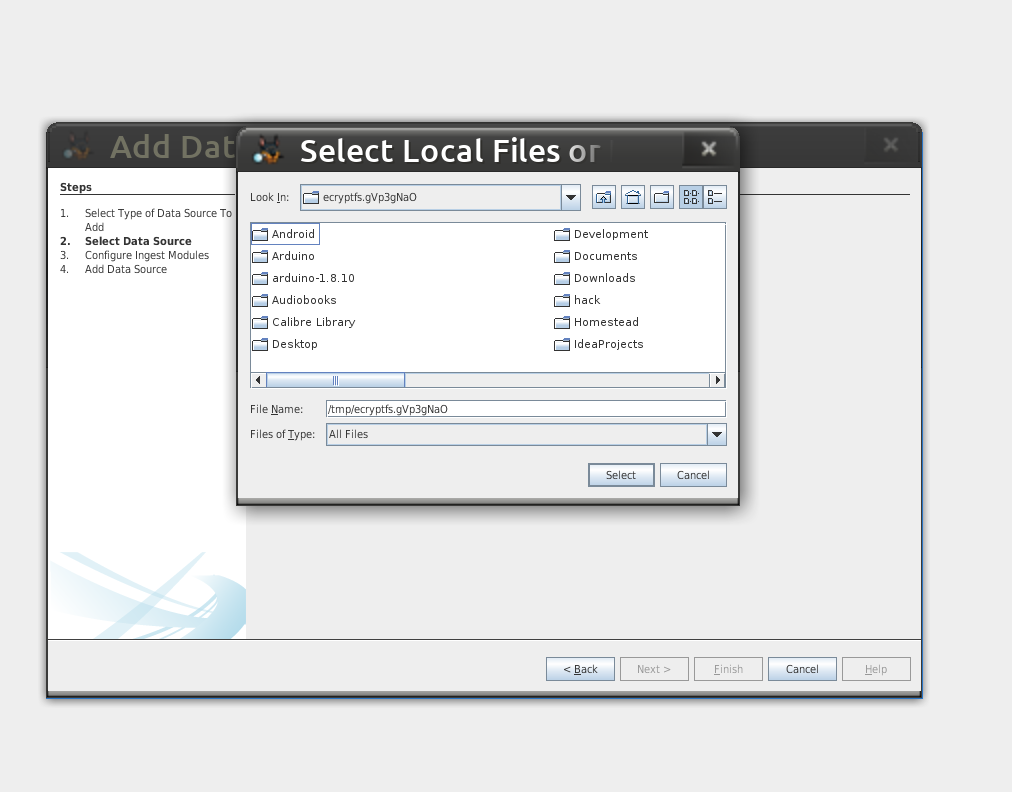 Add Dat
Select Local Files or
Steps
1. Select Type of Data Source To
Add
2. Select Data Source
3. Configure Ingest Modules
4. Add Data Source
Look In: ecryptfs.gVp3gNaO
Android
Arduino
arduino-1.8.10
Audiobooks
Calibre Library
Desktop
Development
Documents
Downloads
hack
Homestead
IdeaProjects
File Name: /tmp/ecryptfs.gVp3gNaO
Files of Type: All Files
Select Cancel
< Back Next > Finish Cancel Help